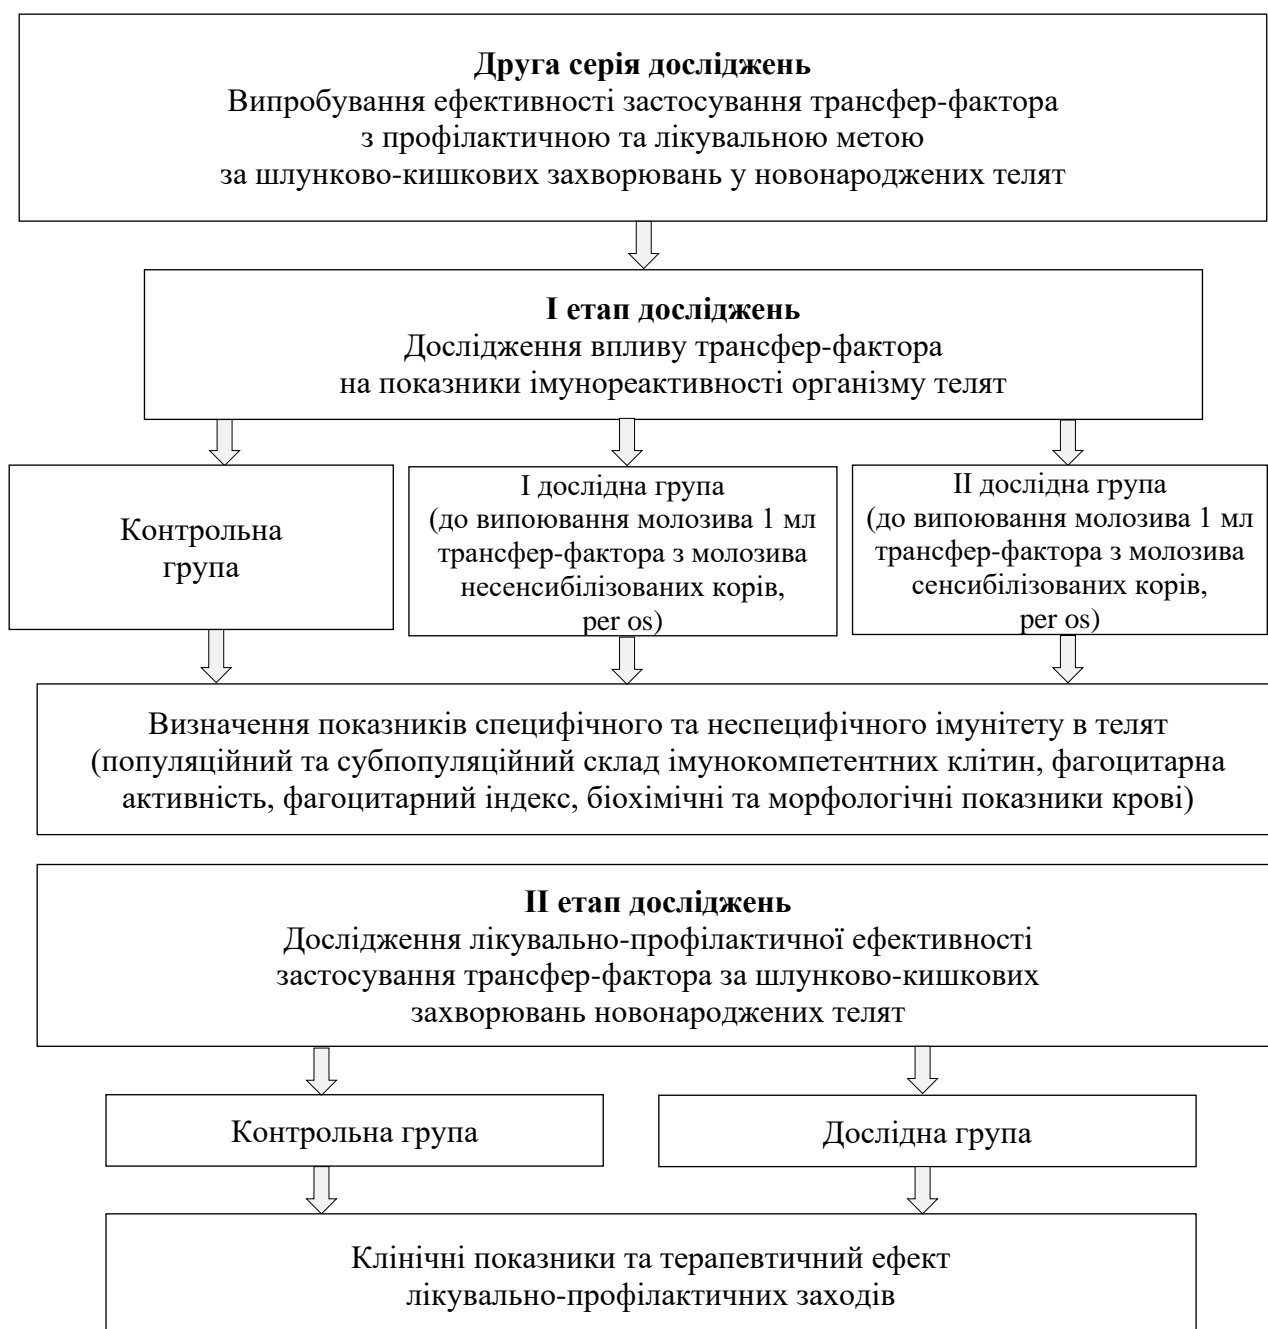 Друга серія досліджень
Випробування ефективності застосування трансфер-фактора
з профілактичною та лікувальною метою
за шлунково-кишкових захворювань у новонароджених телят
І етап досліджень
Дослідження впливу трансфер-фактора
на показники імунореактивності організму телят
Контрольна
група
І дослідна група
(до випоювання молозива 1 мл
трансфер-фактора з молозива
несенсибілізованих корів,
per os)
ІІ дослідна група
(до випоювання молозива 1 мл
трансфер-фактора з молозива
сенсибілізованих корів,
per os)
Визначення показників специфічного та неспецифічного імунітету в телят
(популяційний та субпопуляційний склад імунокомпетентних клітин, фагоцитарна
активність, фагоцитарний індекс, біохімічні та морфологічні показники крові)
ІІ етап досліджень
Дослідження лікувально-профілактичної ефективності
застосування трансфер-фактора за шлунково-кишкових
захворювань новонароджених телят
Контрольна група
Дослідна група
Клінічні показники та терапевтичний ефект
лікувально-профілактичних заходів